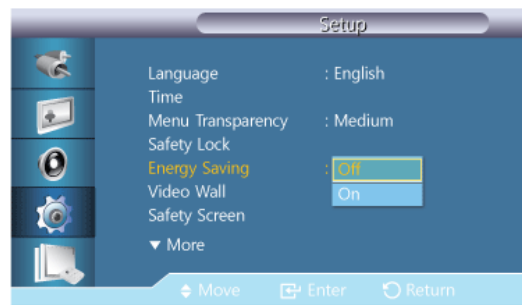 Setup
Language : English
Time
Menu Transparency : Medium
Safety Lock
Energy Saving : Off
On
Video Wall
Safety Screen
▼ More
Move Enter Return